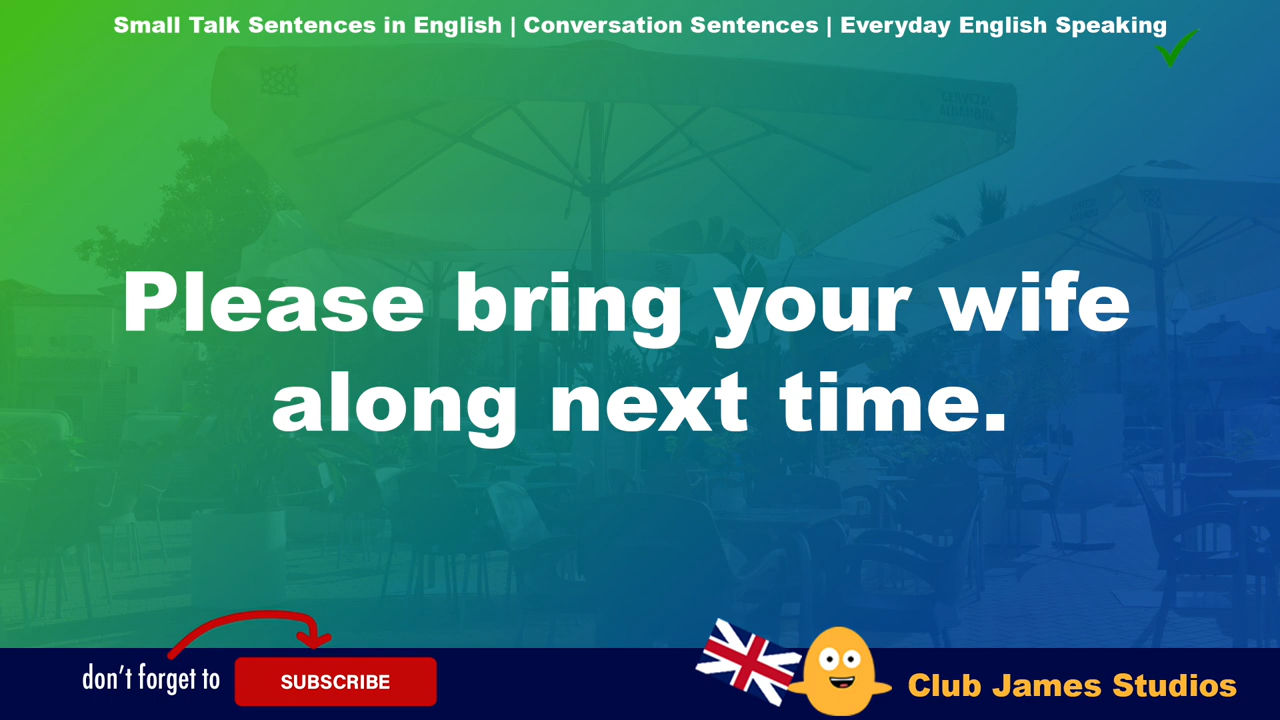 Small Talk Sentences in English | Conversation Sentences | Everyday English Speaking
Please bring your wife
along next time.
don't forget to
SUBSCRIBE
Club James Studios